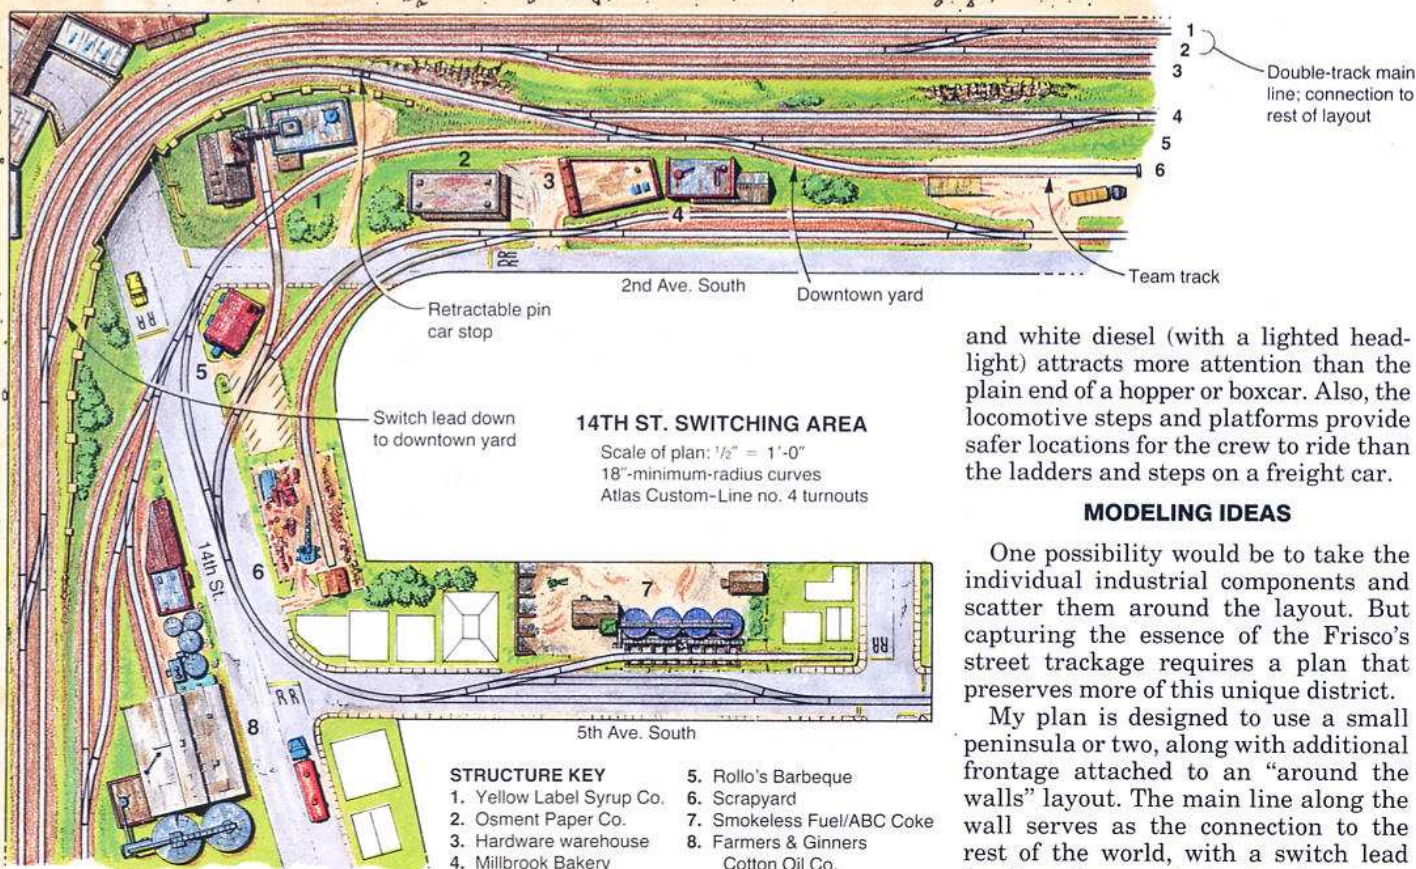 1
2
3
Double-track main
line; connection to
rest of layout
4
5
6
2
3
1
4
RR
2nd Ave. South
Downtown yard
Team track
Retractable pin
car stop
RR
5
Switch lead down
to downtown yard
14TH ST. SWITCHING AREA
Scale of plan: 1/2" = 1'-0"
18"-minimum-radius curves
Atlas Custom-Line no. 4 turnouts
14th St.
6
7
RR
RR
8
5th Ave. South
STRUCTURE KEY
1. Yellow Label Syrup Co.
2. Osment Paper Co.
3. Hardware warehouse
4. Millbrook Bakery
5. Rollo's Barbeque
6. Scrapyard
7. Smokeless Fuel/ABC Coke
8. Farmers & Ginners
Cotton Oil Co.
and white diesel (with a lighted head-
light) attracts more attention than the
plain end of a hopper or boxcar. Also, the
locomotive steps and platforms provide
safer locations for the crew to ride than
the ladders and steps on a freight car.
MODELING IDEAS
One possibility would be to take the
individual industrial components and
scatter them around the layout. But
capturing the essence of the Frisco's
street trackage requires a plan that
preserves more of this unique district.
My plan is designed to use a small
peninsula or two, along with additional
frontage attached to an "around the
walls" layout. The main line along the
wall serves as the connection to the
rest of the world, with a switch lead